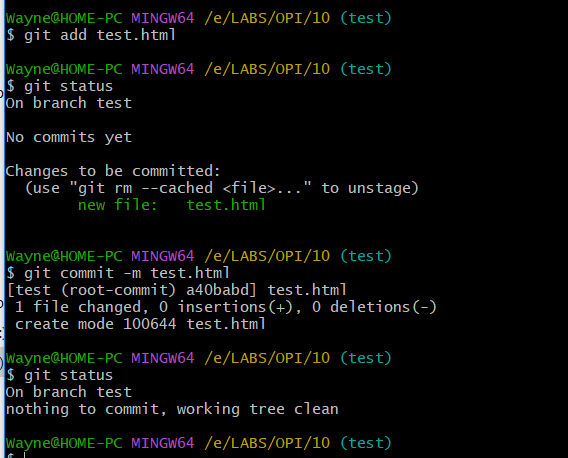 Wayne@HOME-PC MINGW64 /e/LABS/OPI/10 (test)
$ git add test.html
Wayne@HOME-PC MINGW64 /e/LABS/OPI/10 (test)
$ git status
On branch test
No commits yet
Changes to be committed:
  (use "git rm --cached <file>..." to unstage)
        new file:   test.html
Wayne@HOME-PC MINGW64 /e/LABS/OPI/10 (test)
$ git commit -m test.html
[test (root-commit) a40babd] test.html
 1 file changed, 0 insertions(+), 0 deletions(-)
 create mode 100644 test.html
Wayne@HOME-PC MINGW64 /e/LABS/OPI/10 (test)
$ git status
On branch test
nothing to commit, working tree clean
Wayne@HOME-PC MINGW64 /e/LABS/OPI/10 (test)
$